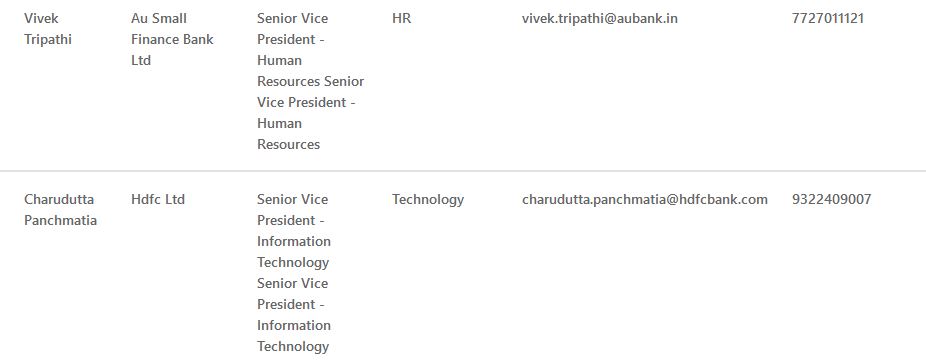 Vivek
Tripathi
Au Small
Finance Bank
Ltd
Senior Vice
President -
Human
Resources Senior
Vice President -
Human
Resources
HR
vivek.tripathi@aubank.in
7727011121
Charudutta
Panchmatia
Hdfc Ltd
Senior Vice
President -
Information
Technology
Senior Vice
President -
Information
Technology
Technology
charudutta.panchmatia@hdfcbank.com
9322409007